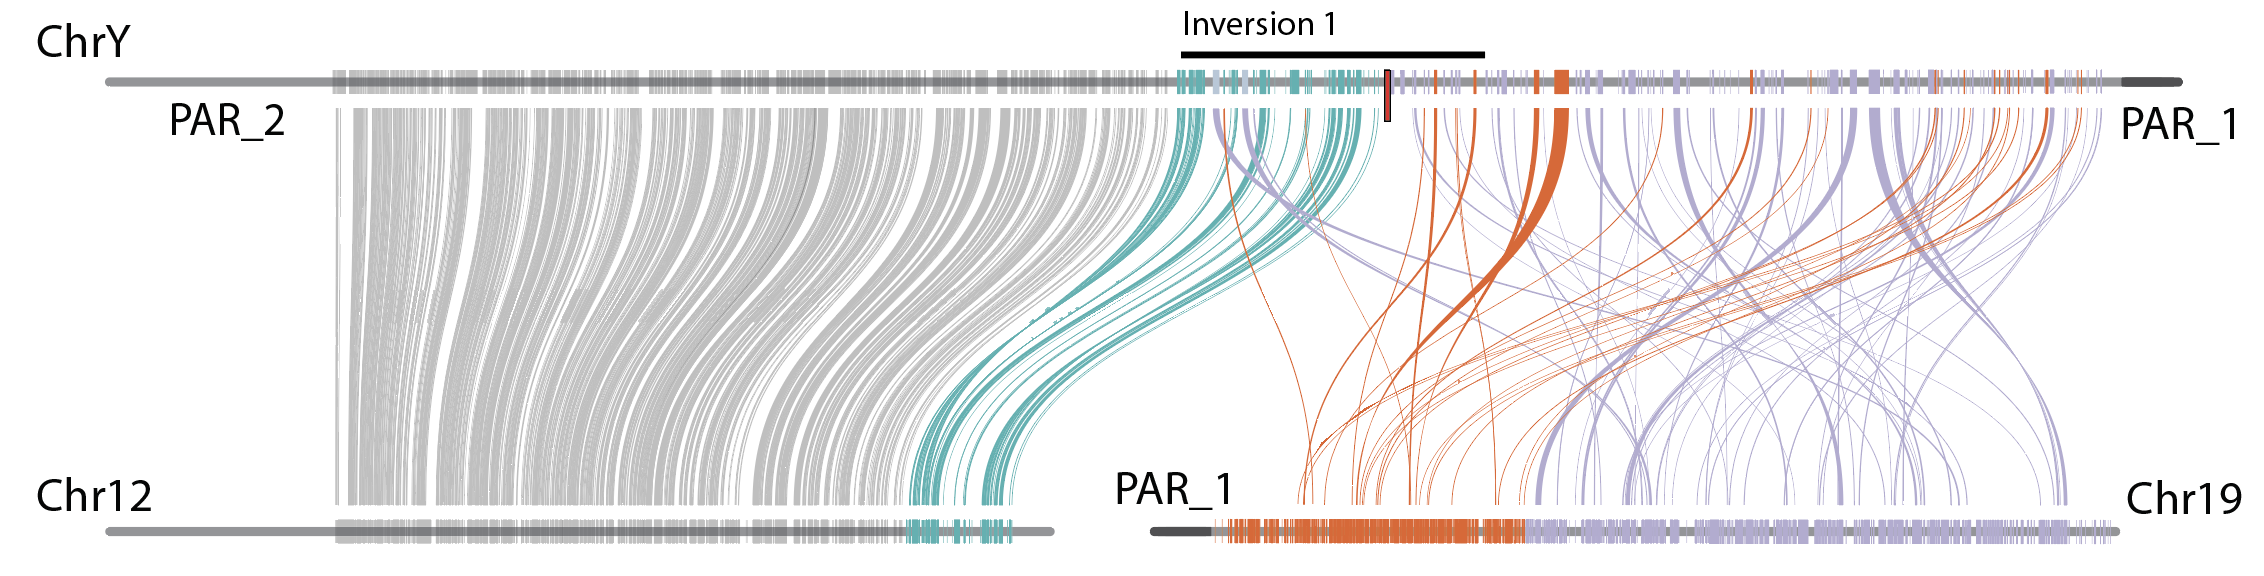 Inversion 1
ChrY
PAR_2
PAR_1
Chr12
PAR_1
Chr19